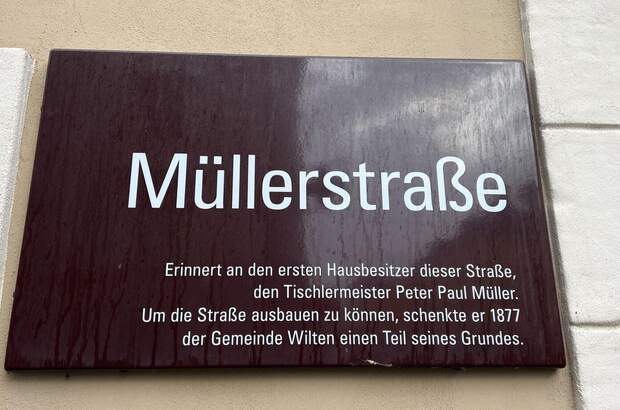 Müllerstraße
Erinnert an den ersten Hausbesitzer dieser Straße,
den Tischlermeister Peter Paul Müller.
Um die Straße ausbauen zu können, schenkte er 1877
der Gemeinde Wilten einen Teil seines Grundes.